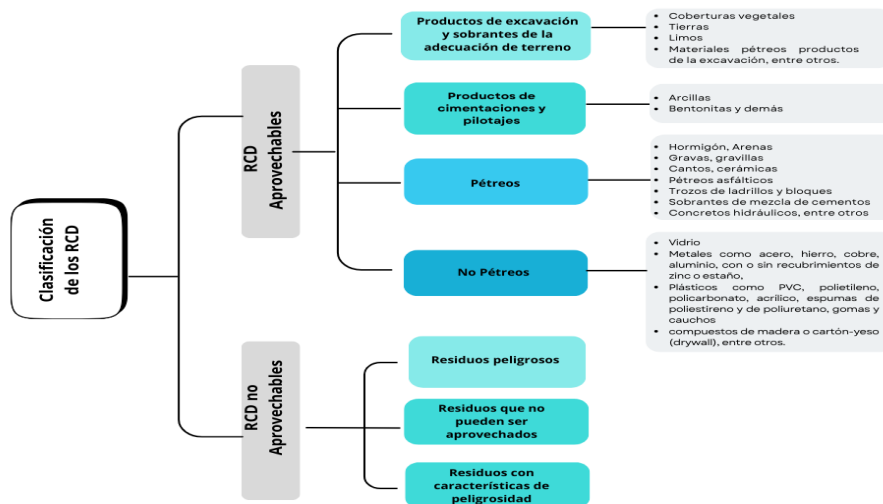 Clasificación
de los RCD
RCD
Aprovechables
Productos de excavación
y sobrantes de la
adecuación de terreno
• Coberturas vegetales
• Tierras
• Limos
• Materiales pétreos productos
de la excavación, entre otros.
Productos de
cimentaciones y
pilotajes
• Arcillas
• Bentonitas y demás
Pétreos
• Hormigón, Arenas
• Gravas, gravillas
• Cantos, cerámicas
• Pétreos asfálticos
• Trozos de ladrillos y bloques
• Sobrantes de mezcla de cementos
• Concretos hidráulicos, entre otros
No Pétreos
• Vidrio
• Metales como acero, hierro, cobre,
aluminio, con o sin recubrimientos de
zinc o estaño,
• Plásticos como PVC, polietileno,
policarbonato, acrílico, espumas de
poliestireno y de poliuretano, gomas y
cauchos
• compuestos de madera o cartón-yeso
(drywall), entre otros.
RCD no
Aprovechables
Residuos peligrosos
Residuos que no
pueden ser
aprovechados
Residuos con
características de
peligrosidad